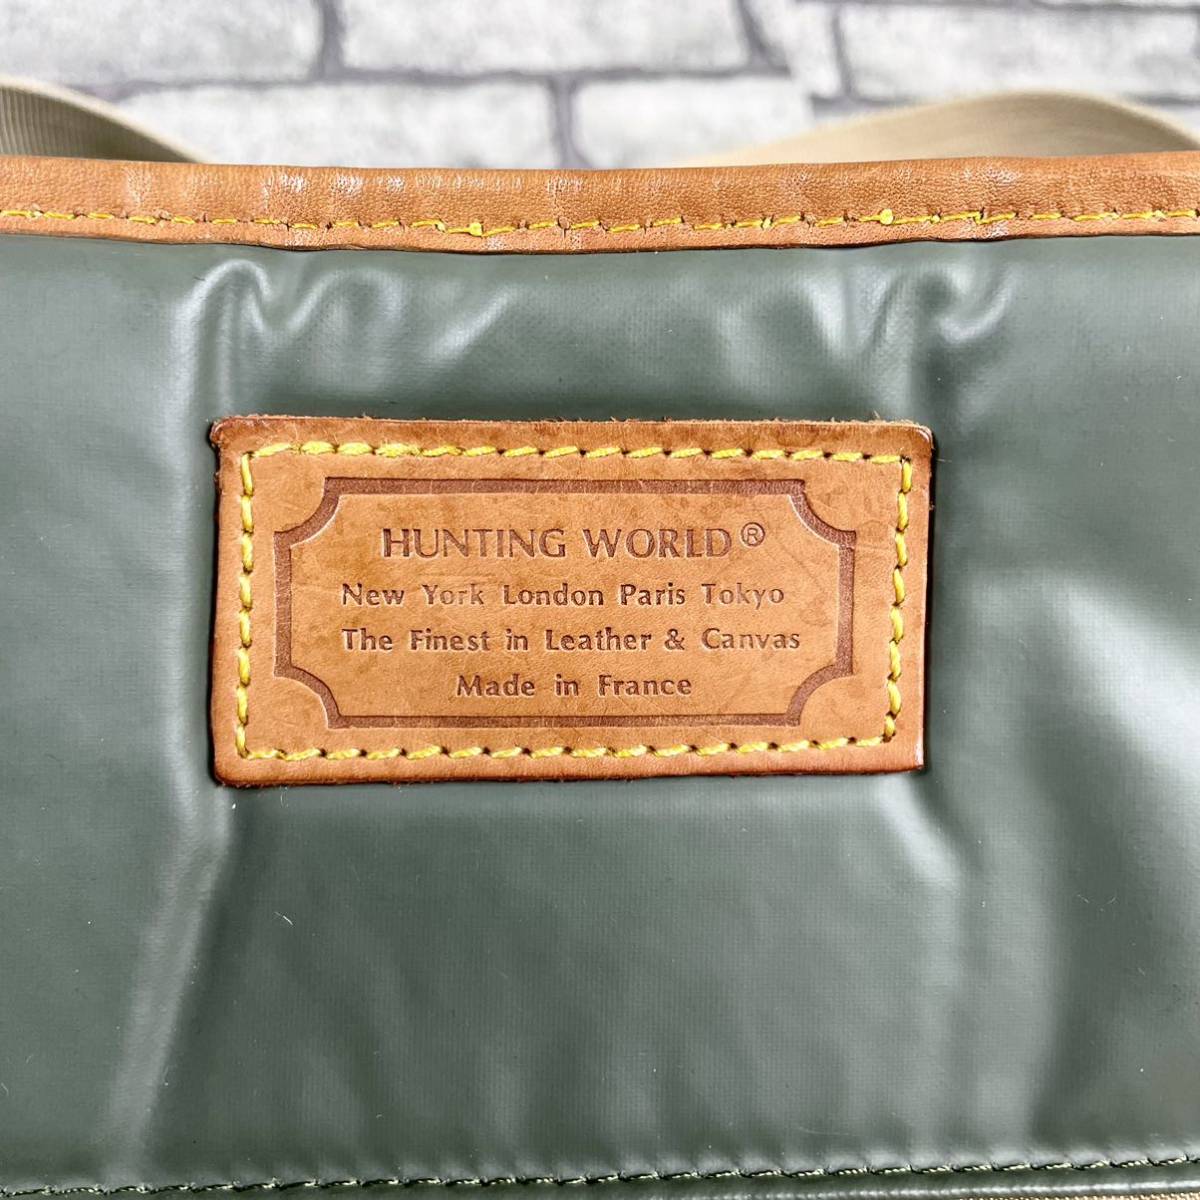 HUNTING WORLD®
New York London Paris Tokyo
The Finest in Leather & Canvas
Made in France